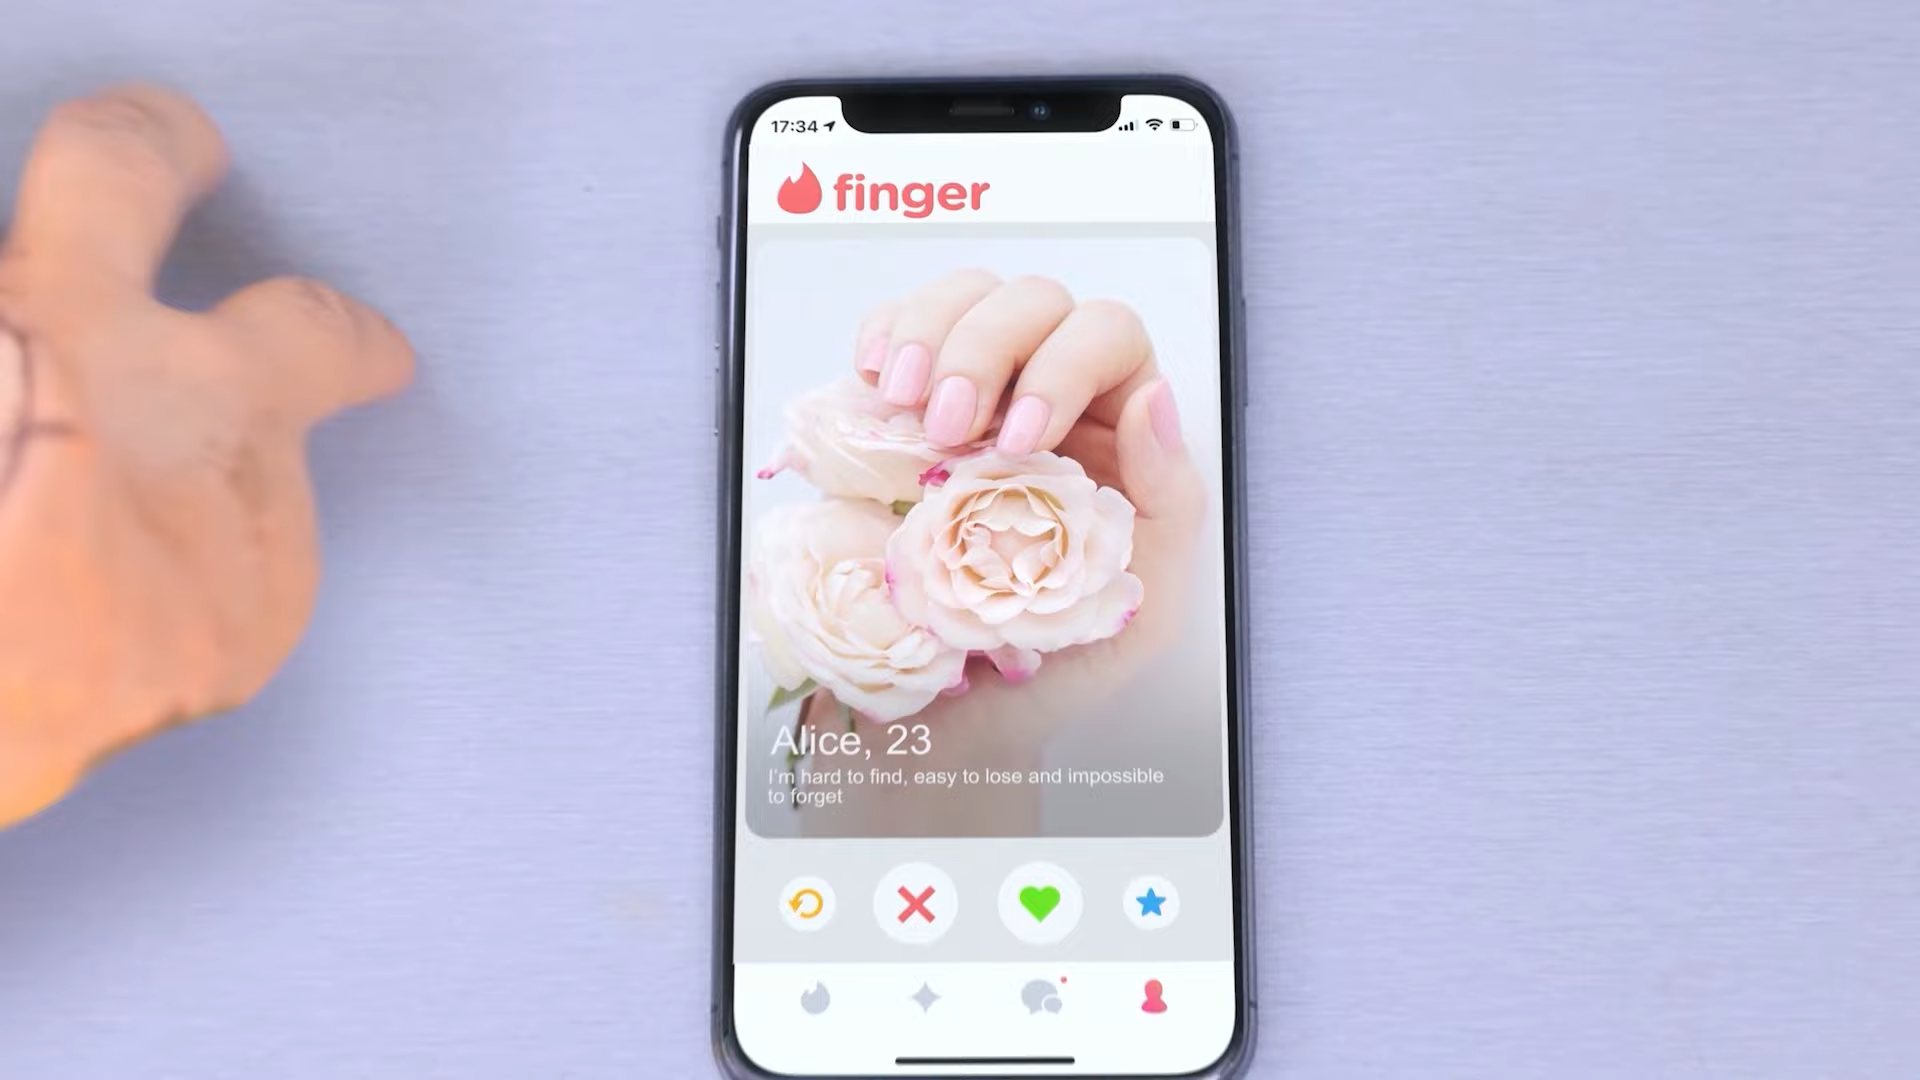 17:34
finger
Alice, 23
I'm hard to find, easy to lose and impossible
to forget